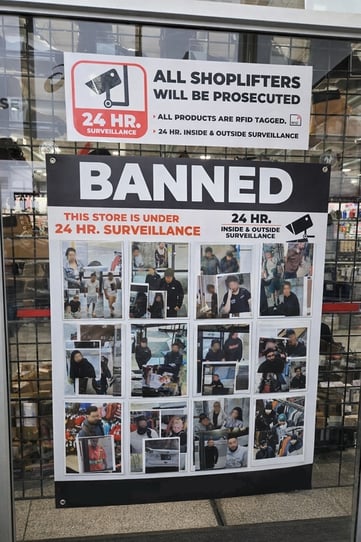 ALL SHOPLIFTERS
WILL BE PROSECUTED
24 HR.
SURVEILLANCE
• ALL PRODUCTS ARE RFID TAGGED.
• 24 HR. INSIDE & OUTSIDE SURVEILLANCE
BANNED
THIS STORE IS UNDER
24 HR. SURVEILLANCE
24 HR.
INSIDE & OUTSIDE
SURVEILLANCE